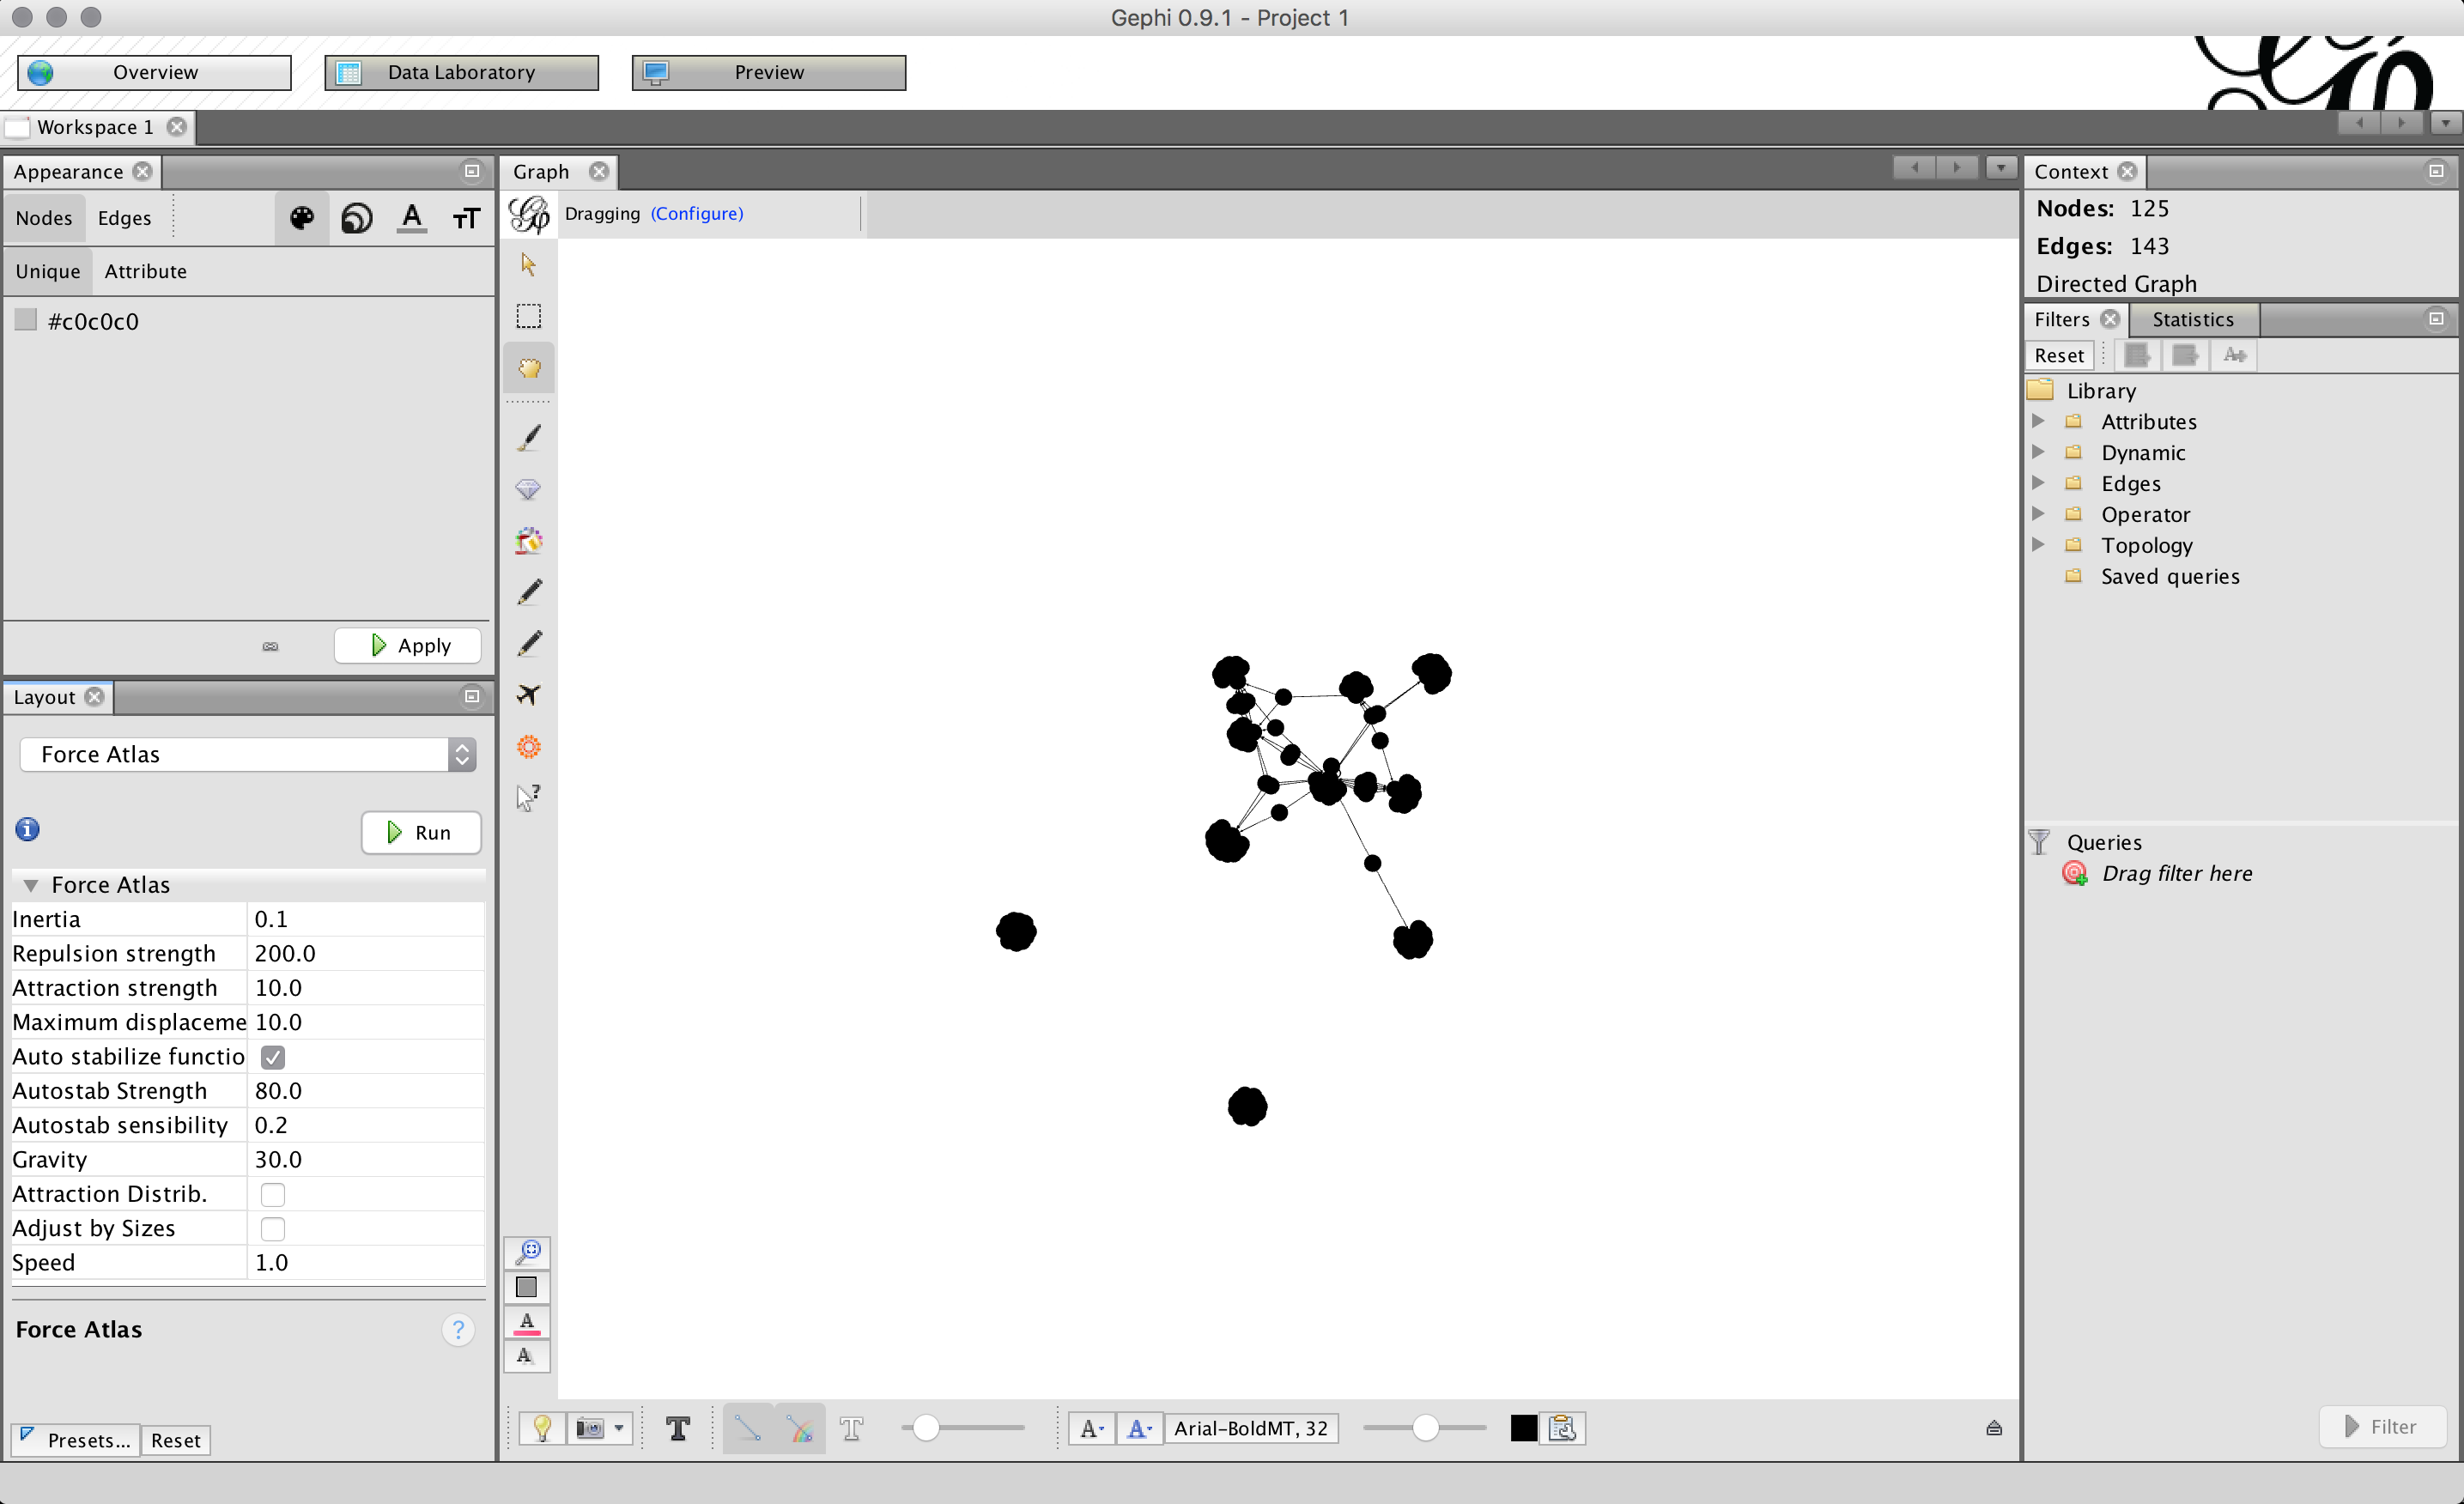 Gephi 0.9.1 - Project 1
Overview
Data Laboratory
Preview
Workspace 1
Appearance
Nodes
Edges
A
TT
Unique
Attribute
#c0c0c0
Apply
Layout
Force Atlas
Run
Force Atlas
Inertia 0.1
Repulsion strength 200.0
Attraction strength 10.0
Maximum displaceme 10.0
Auto stabilize functio
Autostab Strength 80.0
Autostab sensibility 0.2
Gravity 30.0
Attraction Distrib.
Adjust by Sizes
Speed 1.0
Force Atlas
?
Presets...
Reset
Graph
Dragging (Configure)
?
A
A
T
T
A
A
Arial-BoldMT, 32
Context
Nodes: 125
Edges: 143
Directed Graph
Filters
Statistics
Reset
A
Library
Attributes
Dynamic
Edges
Operator
Topology
Saved queries
Queries
Drag filter here
Filter